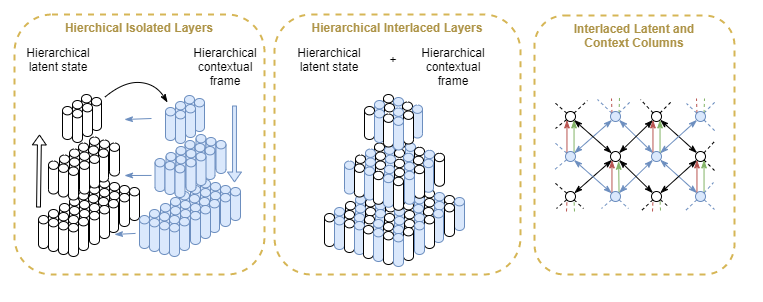 Hierchical Isolated Layers
Hierarchical
latent state
Hierarchical
contextual
frame
Hierarchical Interlaced Layers
Hierarchical
latent state
+
Hierarchical
contextual
frame
Interlaced Latent and
Context Columns